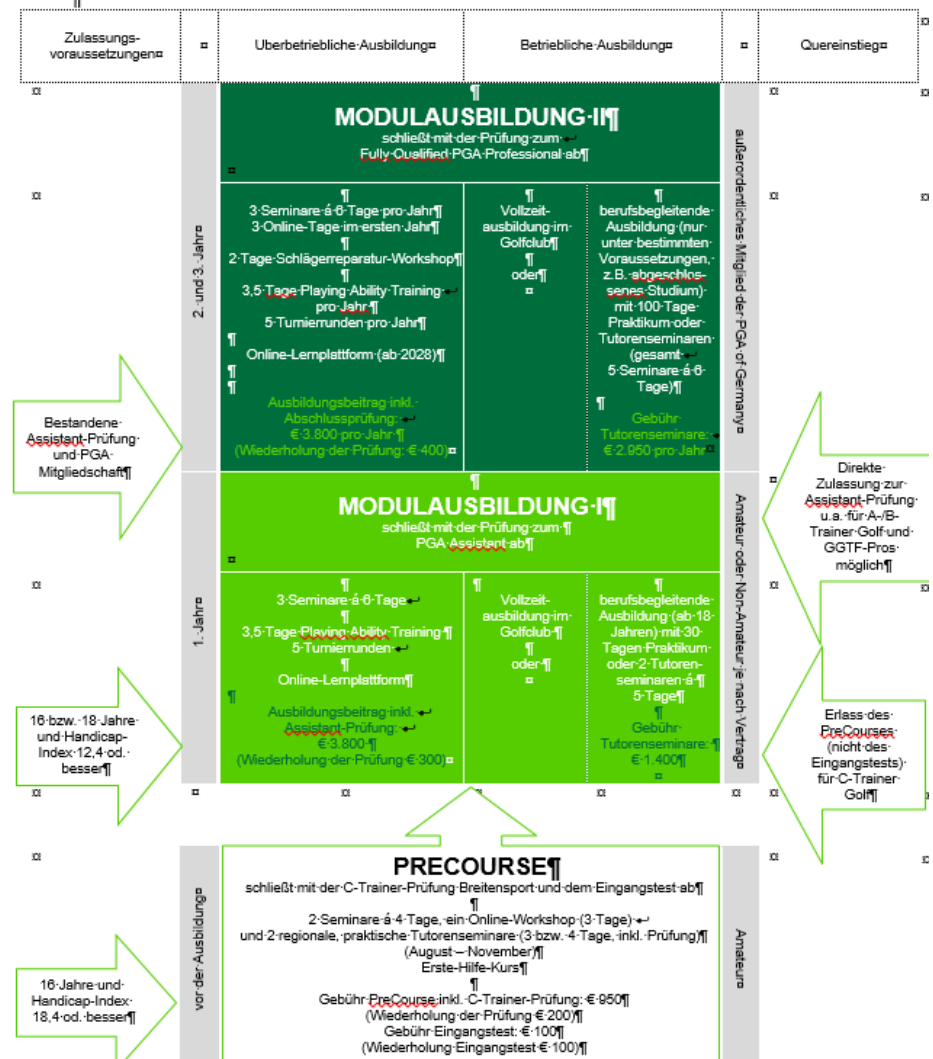 Zulassungs-
voraussetzungen
Uberbetriebliche Ausbildung
Betriebliche Ausbildung
Quereinstieg
MODULAUSBILDUNG II
schließt mit der Prüfung zum
Fully Qualified PGA Professional ab
2. und 3. Jahr
3 Seminare á 6 Tage pro Jahr
3 Online-Tage im ersten Jahr
2 Tage Schlägerreparatur-Workshop
3,5 Tage Playing Ability Training
pro Jahr
5 Turnierrunden pro Jahr
Online-Lernplattform (ab 2028)
Ausbildungsbeitrag inkl.
Abschlussprüfung:
€ 3.800 pro Jahr
(Wiederholung der Prüfung: € 400)
Vollzeit-
ausbildung im
Golfclub
oder
berufsbegleitende
Ausbildung (nur
unter bestimmten
Voraussetzungen,
z.B. abgeschlos-
senes Studium)
mit 100 Tage
Praktikum oder
Tutorenseminaren
(gesamt
5 Seminare á 6
Tage)
Gebühr
Tutorenseminare:
€ 2.950 pro Jahr
außerordentliches Mitglied der PGA of Germany
Bestandene
Assistant-Prüfung
und PGA
Mitgliedschaft
Direkte
Zulassung zur
Assistant-Prüfung
u.a. für A-/B-
Trainer Golf und
GGTF-Pros
möglich
MODULAUSBILDUNG I
schließt mit der Prüfung zum
PGA Assistant ab
1. Jahr
3 Seminare á 6 Tage
3,5 Tage Playing Ability Training
5 Turnierrunden
Online-Lernplattform
Ausbildungsbeitrag inkl.
Assistant-Prüfung:
€ 3.800
(Wiederholung der Prüfung € 300)
Vollzeit-
ausbildung im
Golfclub
oder
berufsbegleitende
Ausbildung (ab 18
Jahren) mit 30
Tagen Praktikum
oder 2 Tutoren-
seminaren á
5 Tage
Gebühr
Tutorenseminare:
€ 1.400
Amateur oder Non-Amateur je nach Vertrag
16 bzw. 18 Jahre
und Handicap-
Index 12,4 od.
besser
Erlass des
PreCourses
(nicht des
Eingangstests)
für C-Trainer
Golf
PRECOURSE
schließt mit der C-Trainer-Prüfung Breitensport und dem Eingangstest ab
2 Seminare á 4 Tage, ein Online-Workshop (3 Tage)
und 2 regionale, praktische Tutorenseminare (3 bzw. 4 Tage, inkl. Prüfung)
(August – November)
Erste-Hilfe-Kurs
Gebühr PreCourse inkl. C-Trainer-Prüfung: € 950
(Wiederholung der Prüfung € 200)
Gebühr Eingangstest: € 100
(Wiederholung Eingangstest € 100)
vor der Ausbildung
Amateur
16 Jahre und
Handicap-Index
18,4 od. besser